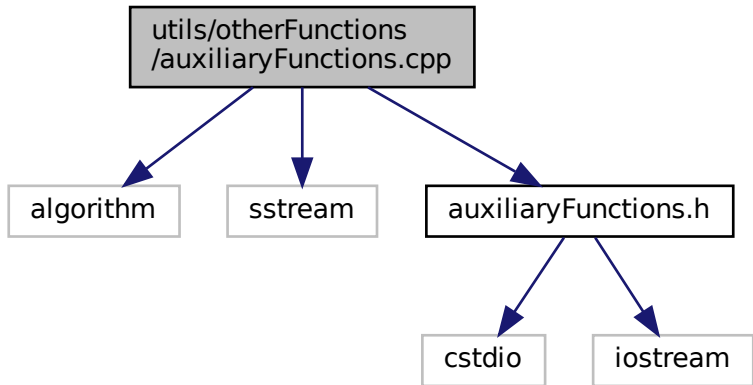 utils/otherFunctions
/auxiliaryFunctions.cpp
algorithm
sstream
auxiliaryFunctions.h
cstdio
iostream